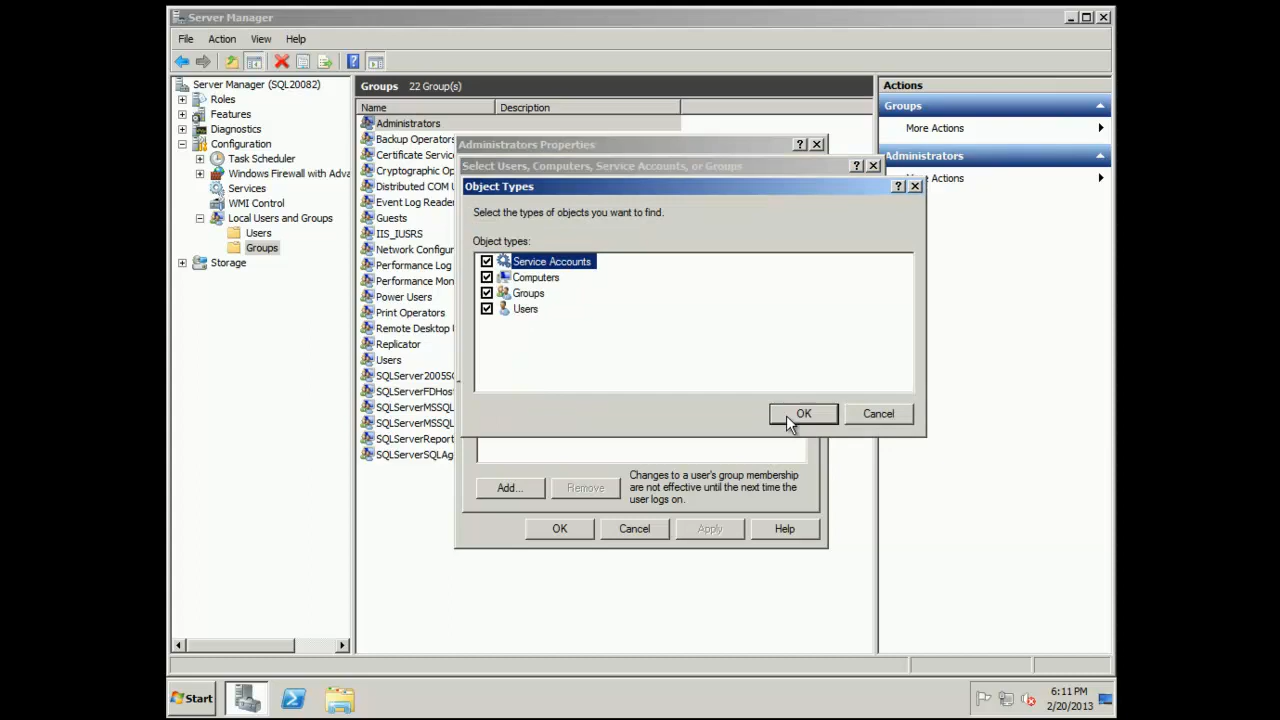 Server Manager
File Action View Help
Server Manager (SQL20082)
Roles
Features
Diagnostics
Configuration
Task Scheduler
Windows Firewall with Adva
Services
WMI Control
Local Users and Groups
Users
Groups
Storage
Groups 22 Group(s)
Name Description
Administrators
Backup Operators
Certificate Service
Cryptographic Op
Distributed COM U
Event Log Reader
Guests
IIS_IUSRS
Network Configur
Performance Log
Performance Mon
Power Users
Print Operators
Remote Desktop U
Replicator
Users
SQLServer2005SQ
SQLServerFDHost
SQLServerMSSQL
SQLServerMSSQL
SQLServerReport
SQLServerSQLAg
Administrators Properties
Select Users, Computers, Service Accounts, or Groups
Object Types
Select the types of objects you want to find.
Object types:
Service Accounts
Computers
Groups
Users
OK Cancel
Add... Remove
Changes to a user's group membership
are not effective until the next time the
user logs on.
OK Cancel Apply Help
Actions
Groups
More Actions
Administrators
Actions
Start
6:11 PM
2/20/2013